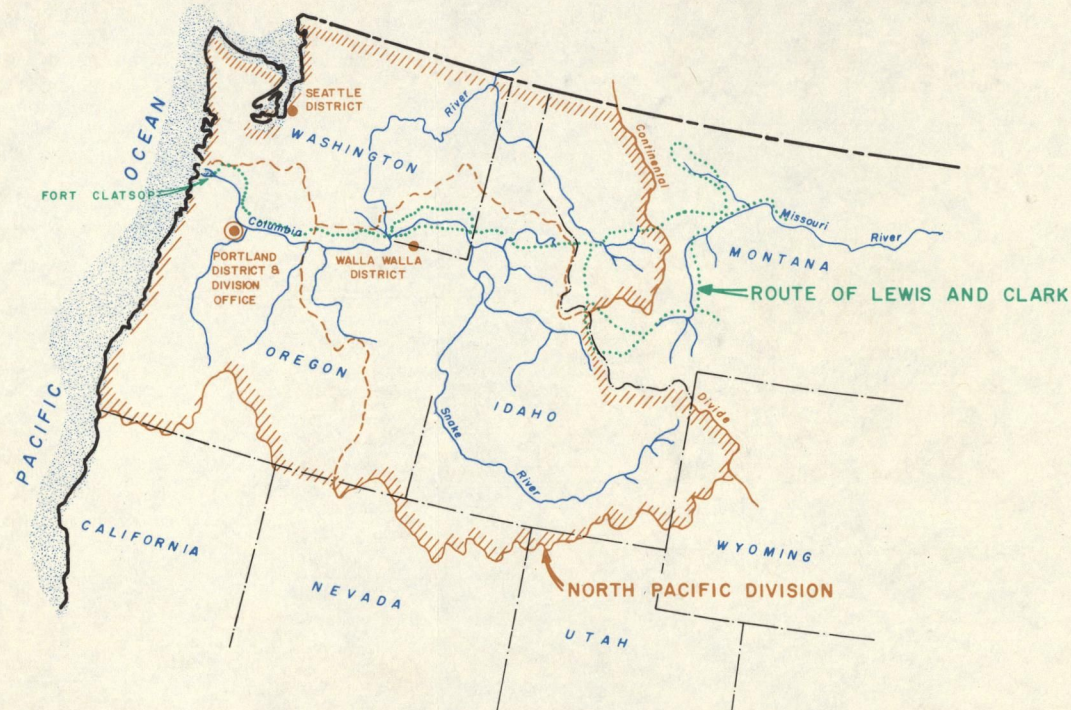 SEATTLE
DISTRICT
River
WASHINGTON
OCEAN
Continental
FORT CLATSOP
Columbia
Missouri
River
PORTLAND
DISTRICT &
DIVISION
OFFICE
WALLA WALLA
DISTRICT
MONTANA
ROUTE OF LEWIS AND CLARK
OREGON
IDAHO
Divide
PACIFIC
Snake
River
CALIFORNIA
WYOMING
NORTH PACIFIC DIVISION
NEVADA
UTAH